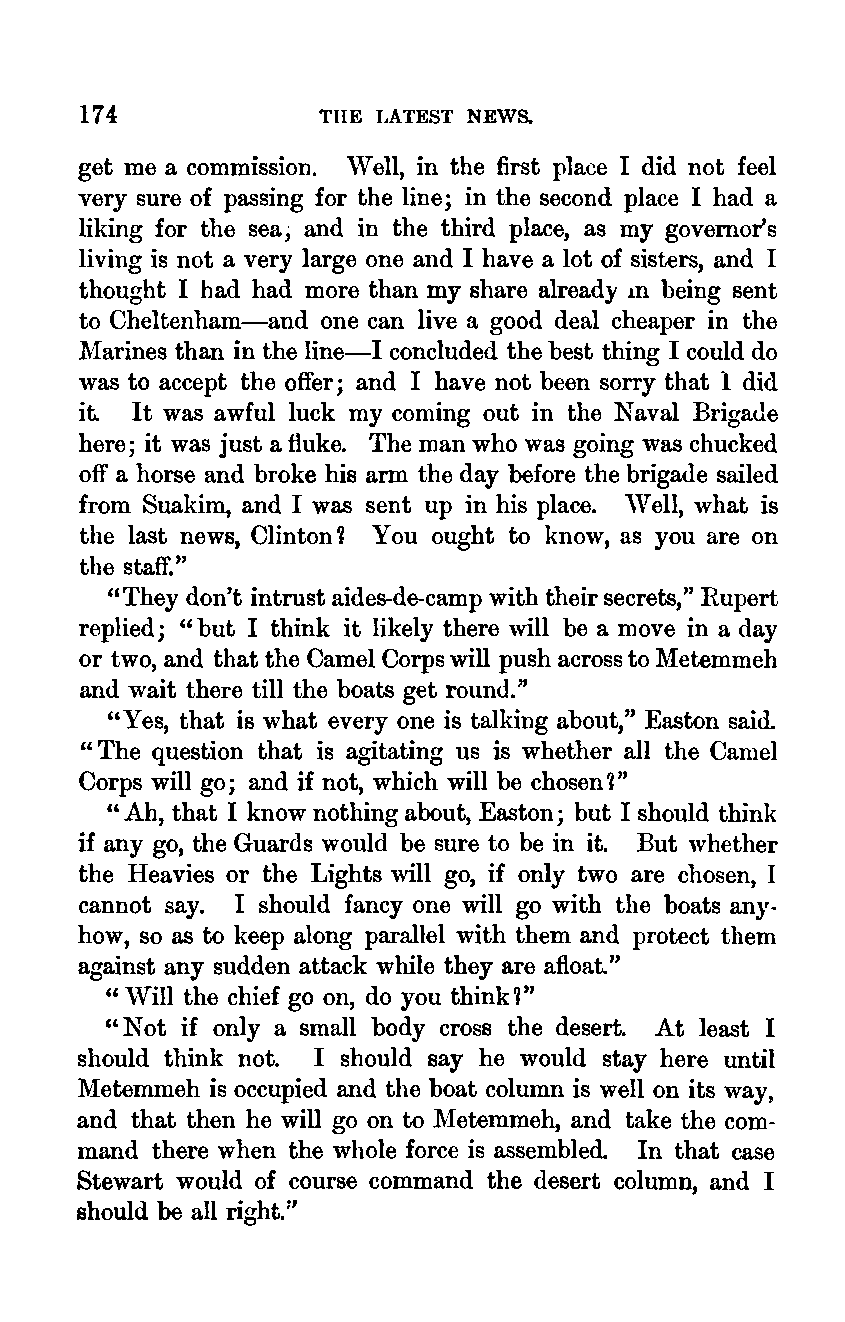 174 THE LATEST NEWS.
get me a commission. Well, in the first place I did not feel
very sure of passing for the line; in the second place I had a
liking for the sea; and in the third place, as my governor's
living is not a very large one and I have a lot of sisters, and I
thought I had had more than my share already in being sent
to Cheltenham—and one can live a good deal cheaper in the
Marines than in the line—I concluded the best thing I could do
was to accept the offer; and I have not been sorry that I did
it. It was awful luck my coming out in the Naval Brigade
here; it was just a fluke. The man who was going was chucked
off a horse and broke his arm the day before the brigade sailed
from Suakim, and I was sent up in his place. Well, what is
the last news, Clinton? You ought to know, as you are on
the staff."
"They don't intrust aides-de-camp with their secrets," Rupert
replied; "but I think it likely there will be a move in a day
or two, and that the Camel Corps will push across to Metemmeh
and wait there till the boats get round."
"Yes, that is what every one is talking about," Easton said.
"The question that is agitating us is whether all the Camel
Corps will go; and if not, which will be chosen?"
"Ah, that I know nothing about, Easton; but I should think
if any go, the Guards would be sure to be in it. But whether
the Heavies or the Lights will go, if only two are chosen, I
cannot say. I should fancy one will go with the boats any-
how, so as to keep along parallel with them and protect them
against any sudden attack while they are afloat."
"Will the chief go on, do you think?"
"Not if only a small body cross the desert. At least I
should think not. I should say he would stay here until
Metemmeh is occupied and the boat column is well on its way,
and that then he will go on to Metemmeh, and take the com-
mand there when the whole force is assembled. In that case
Stewart would of course command the desert column, and I
should be all right."